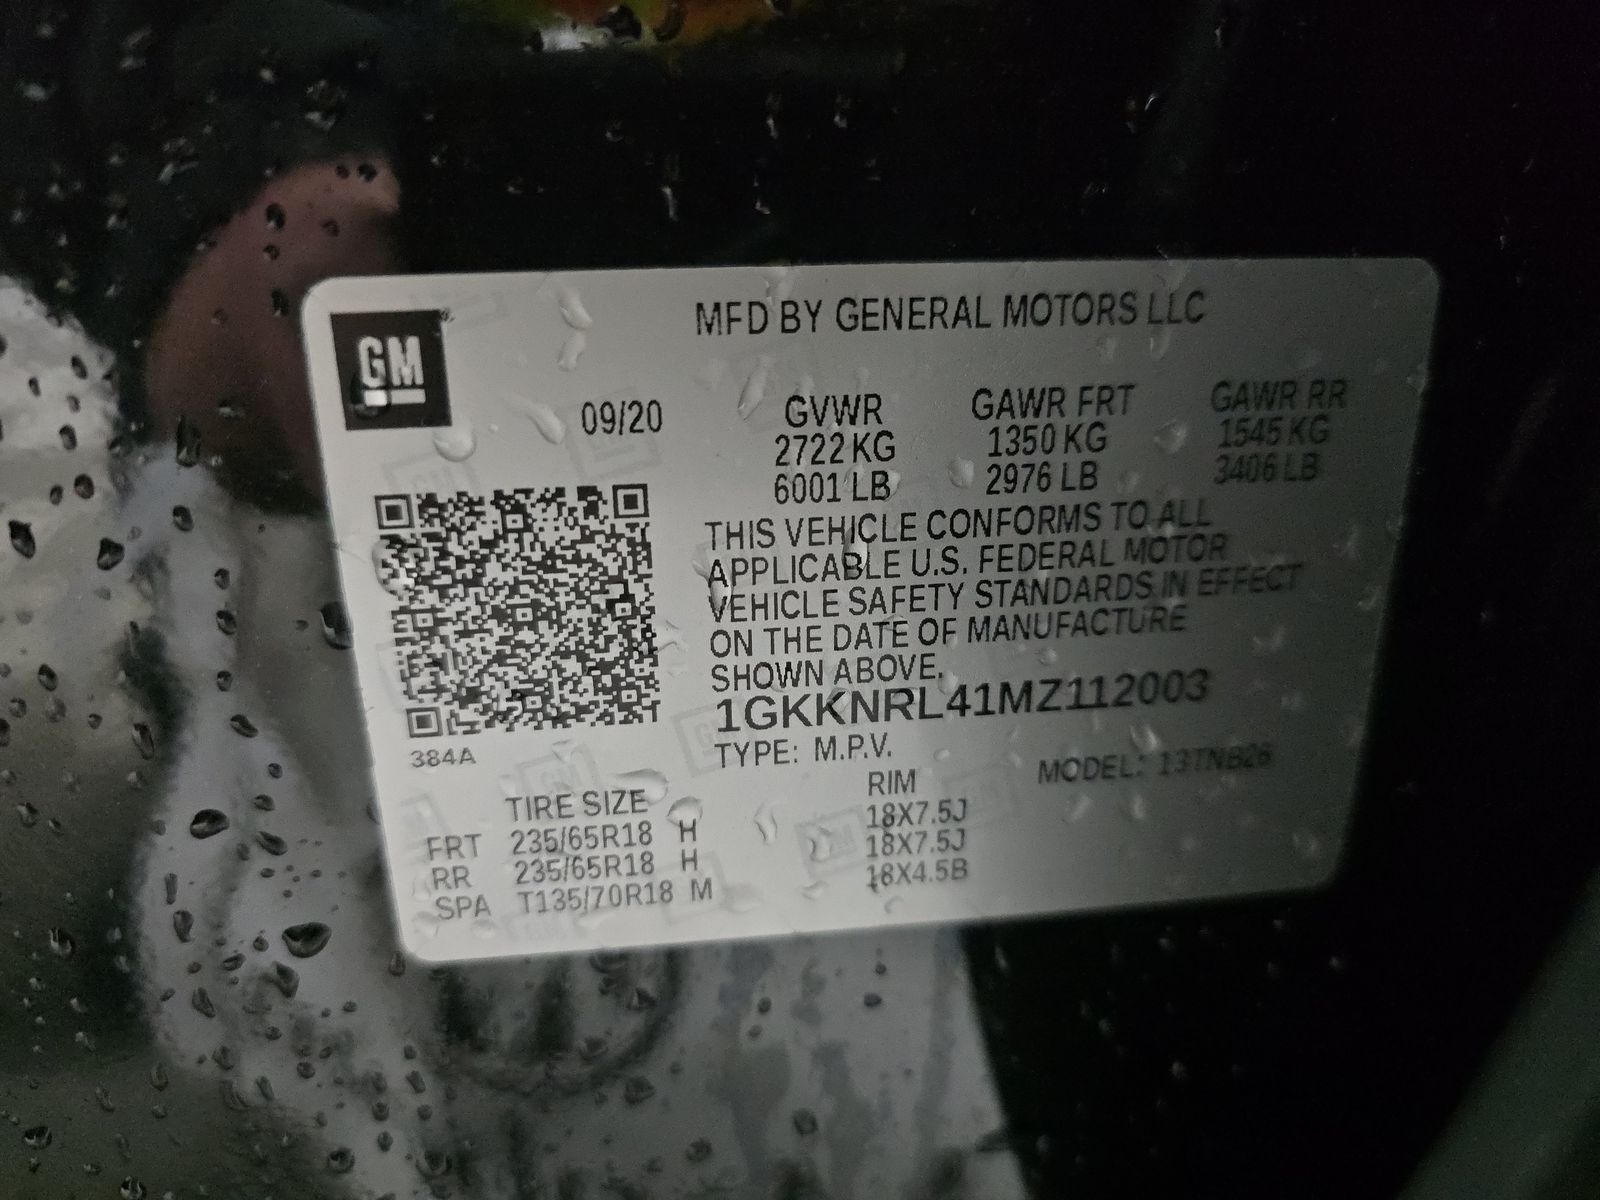 MFD BY GENERAL MOTORS LLC
GM
09/20 GVWR GAWR FRT GAWR RR
2722 KG 1350 KG 1545 KG
6001 LB 2976 LB 3406 LB
THIS VEHICLE CONFORMS TO ALL
APPLICABLE U.S. FEDERAL MOTOR
VEHICLE SAFETY STANDARDS IN EFFECT
ON THE DATE OF MANUFACTURE
SHOWN ABOVE.
1GKKNRL41MZ112003
384A
TYPE: M.P.V. MODEL: 13TNB26
TIRE SIZE RIM
FRT 235/65R18 H 18X7.5J
RR 235/65R18 H 18X7.5J
SPA T135/70R18 M 18X4.5B